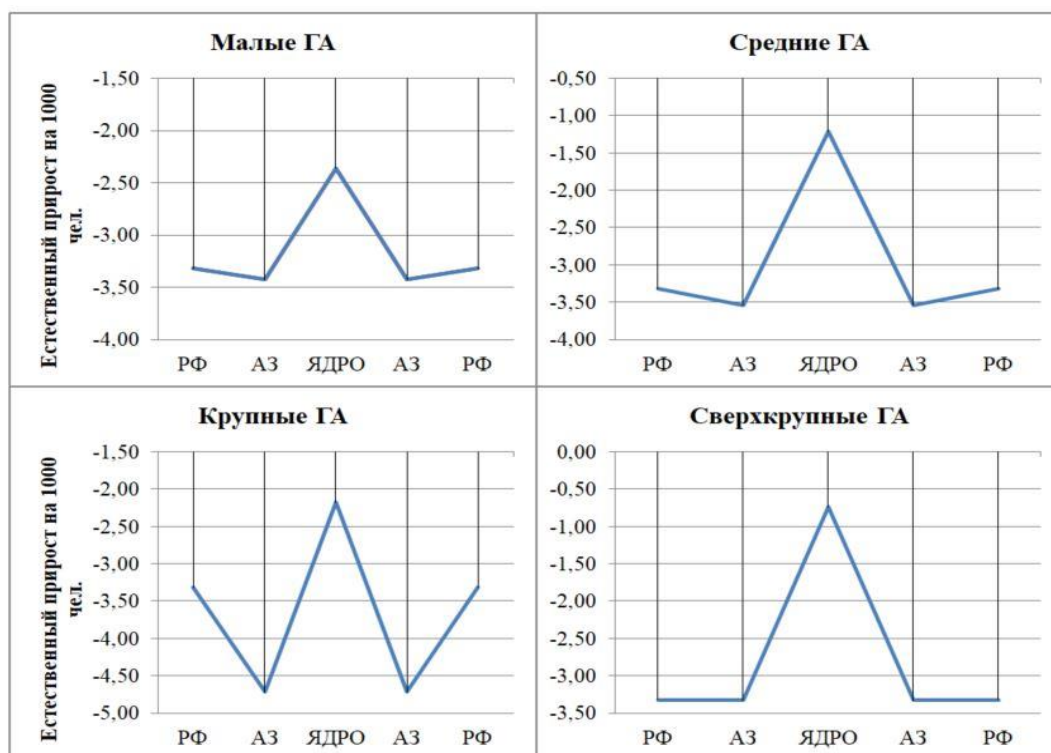 Малые ГА
Естественный прирост на 1000
чел.
-1,50
-2,00
-2,50
-3,00
-3,50
-4,00
РФ АЗ ЯДРО АЗ РФ
Средние ГА
-0,50
-1,00
-1,50
-2,00
-2,50
-3,00
-3,50
-4,00
РФ АЗ ЯДРО АЗ РФ
Крупные ГА
Естественный прирост на 1000
чел.
-1,50
-2,00
-2,50
-3,00
-3,50
-4,00
-4,50
-5,00
РФ АЗ ЯДРО АЗ РФ
Сверхкрупные ГА
0,00
-0,50
-1,00
-1,50
-2,00
-2,50
-3,00
-3,50
РФ АЗ ЯДРО АЗ РФ